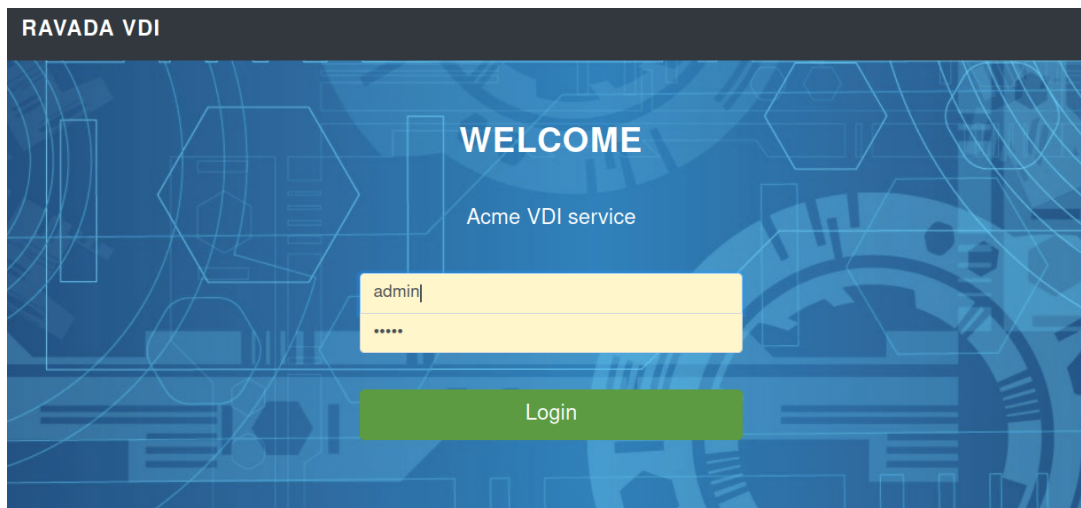 RAVADA VDI
WELCOME
Acme VDI service
admin
•••••
Login